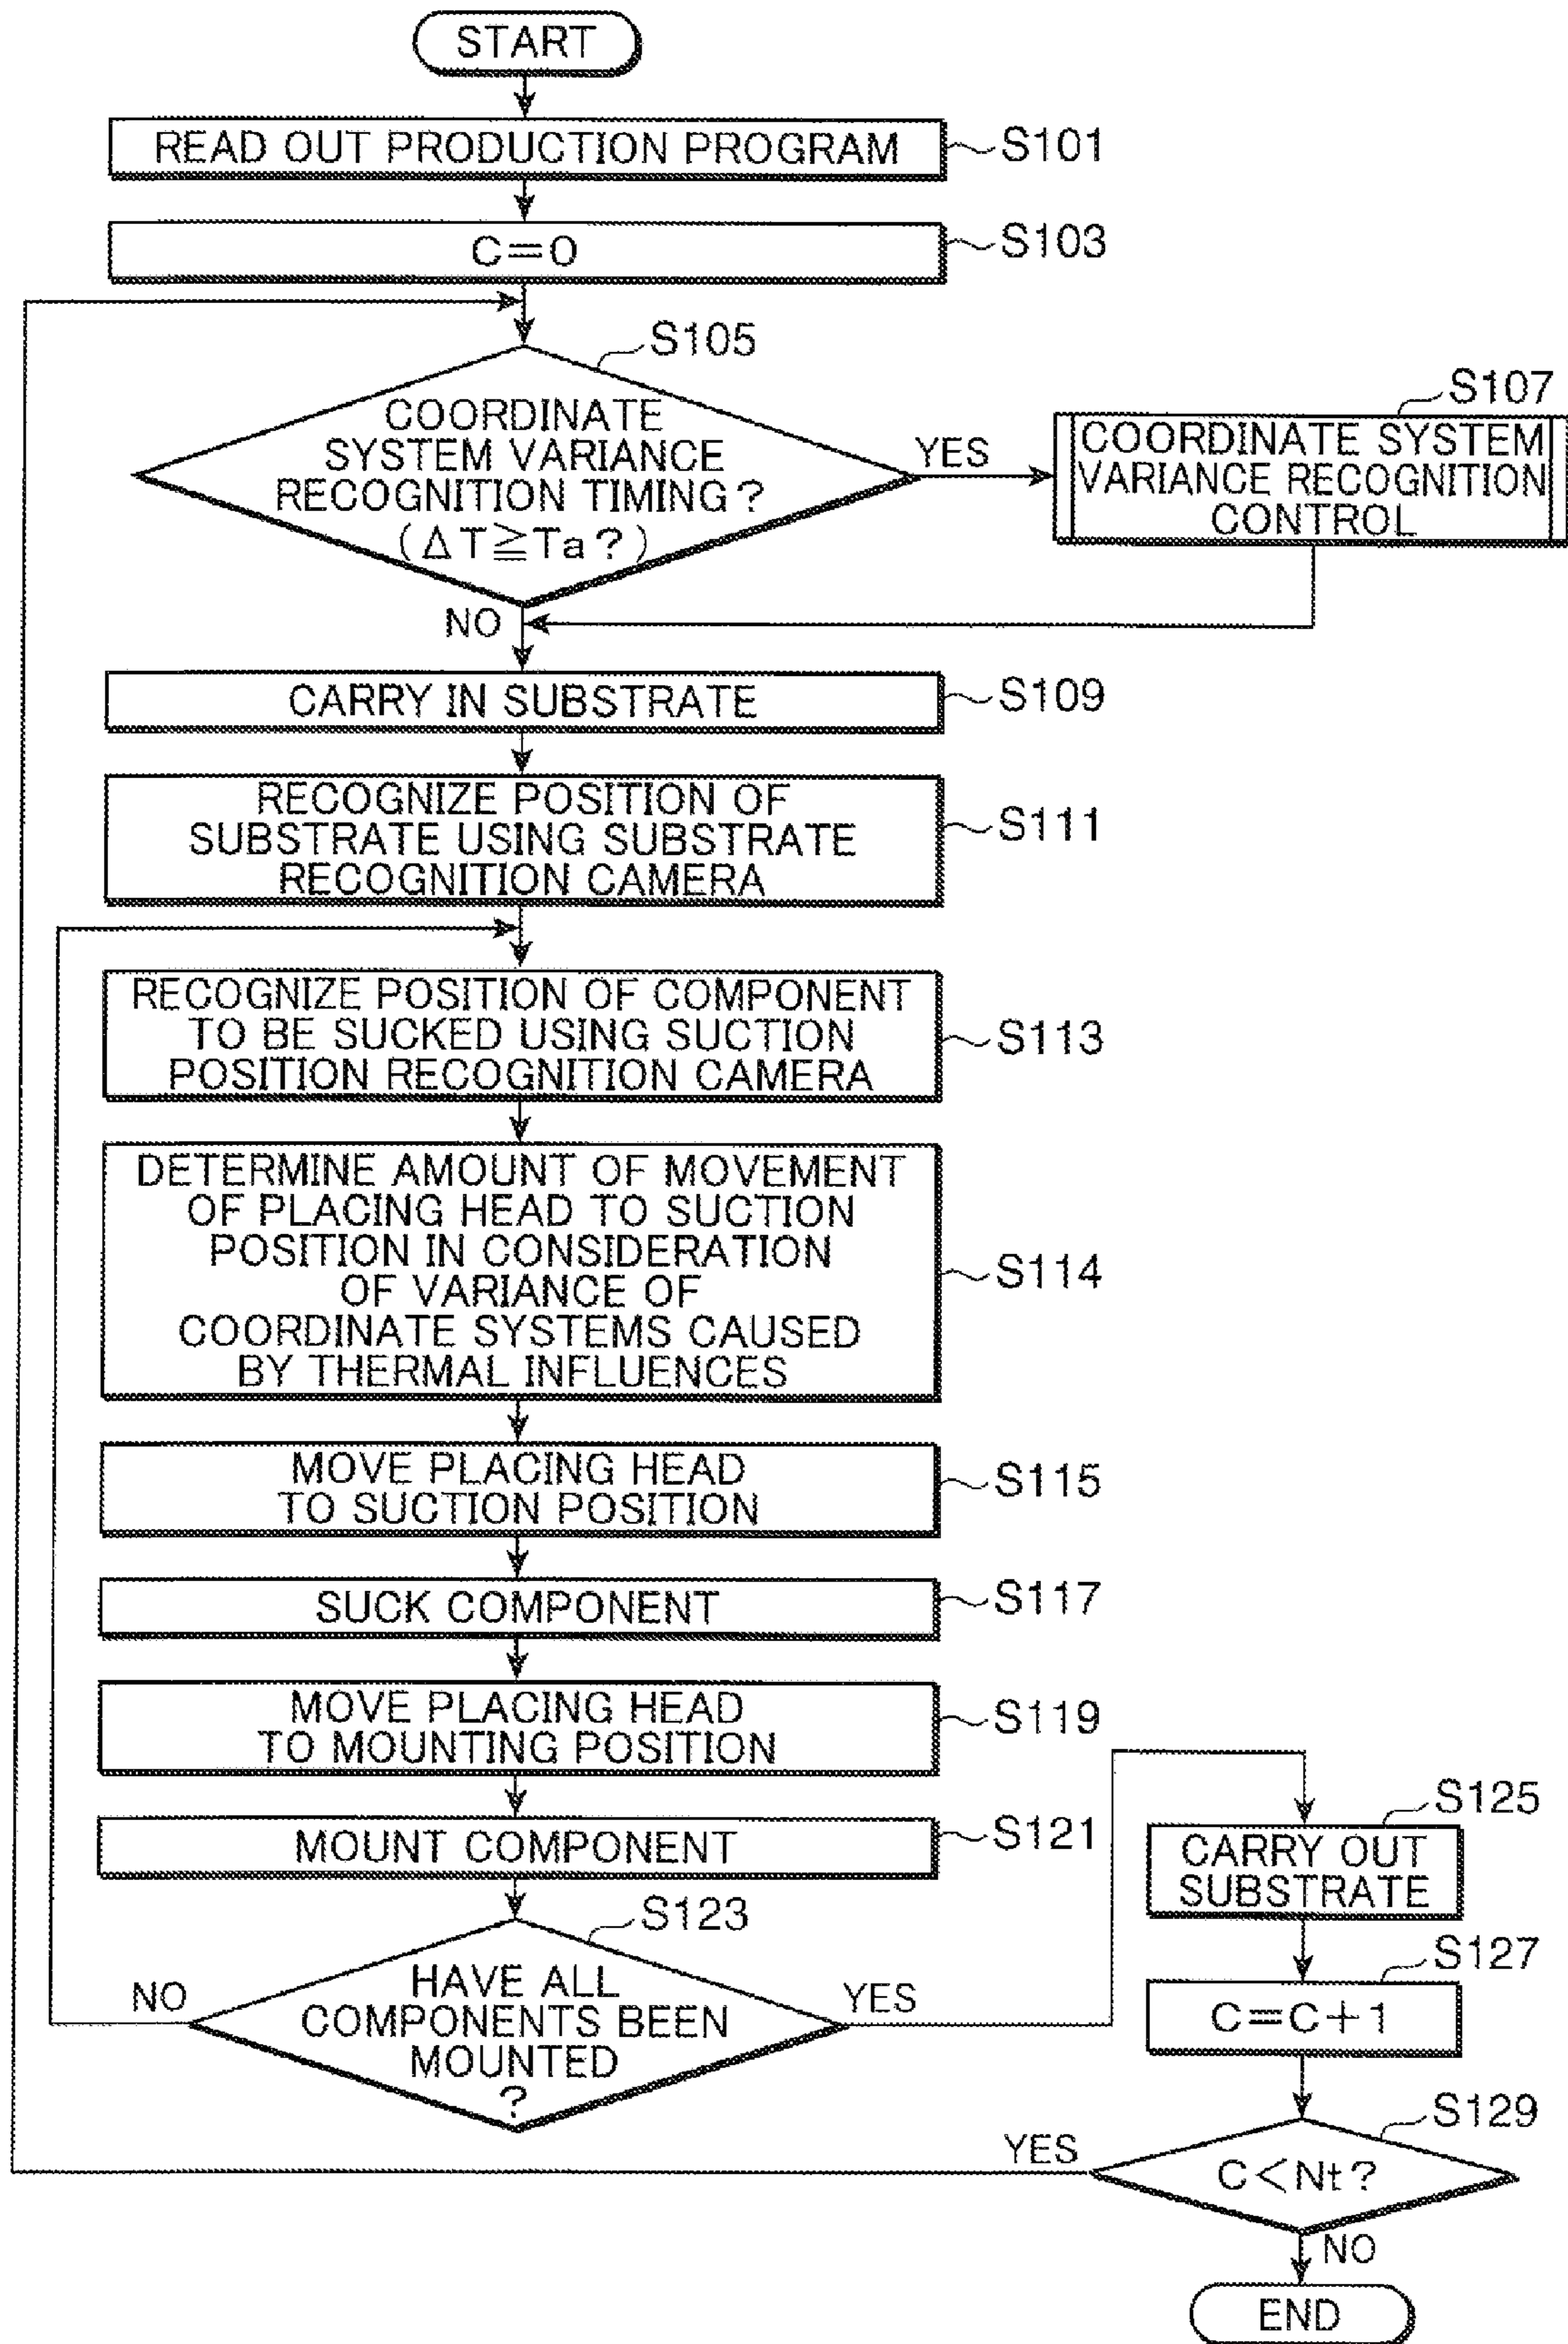 START
READ OUT PRODUCTION PROGRAM
S101
C=0
S103
S105
COORDINATE
SYSTEM VARIANCE
RECOGNITION TIMING?
(ΔT≧Ta?)
YES
S107
COORDINATE SYSTEM
VARIANCE RECOGNITION
CONTROL
NO
CARRY IN SUBSTRATE
S109
RECOGNIZE POSITION OF
SUBSTRATE USING SUBSTRATE
RECOGNITION CAMERA
S111
RECOGNIZE POSITION OF COMPONENT
TO BE SUCKED USING SUCTION
POSITION RECOGNITION CAMERA
S113
DETERMINE AMOUNT OF MOVEMENT
OF PLACING HEAD TO SUCTION
POSITION IN CONSIDERATION
OF VARIANCE OF
COORDINATE SYSTEMS CAUSED
BY THERMAL INFLUENCES
S114
MOVE PLACING HEAD
TO SUCTION POSITION
S115
SUCK COMPONENT
S117
MOVE PLACING HEAD
TO MOUNTING POSITION
S119
MOUNT COMPONENT
S121
S123
HAVE ALL
COMPONENTS BEEN
MOUNTED
?
NO
YES
S125
CARRY OUT
SUBSTRATE
S127
C=C+1
S129
C<Nt?
YES
NO
END